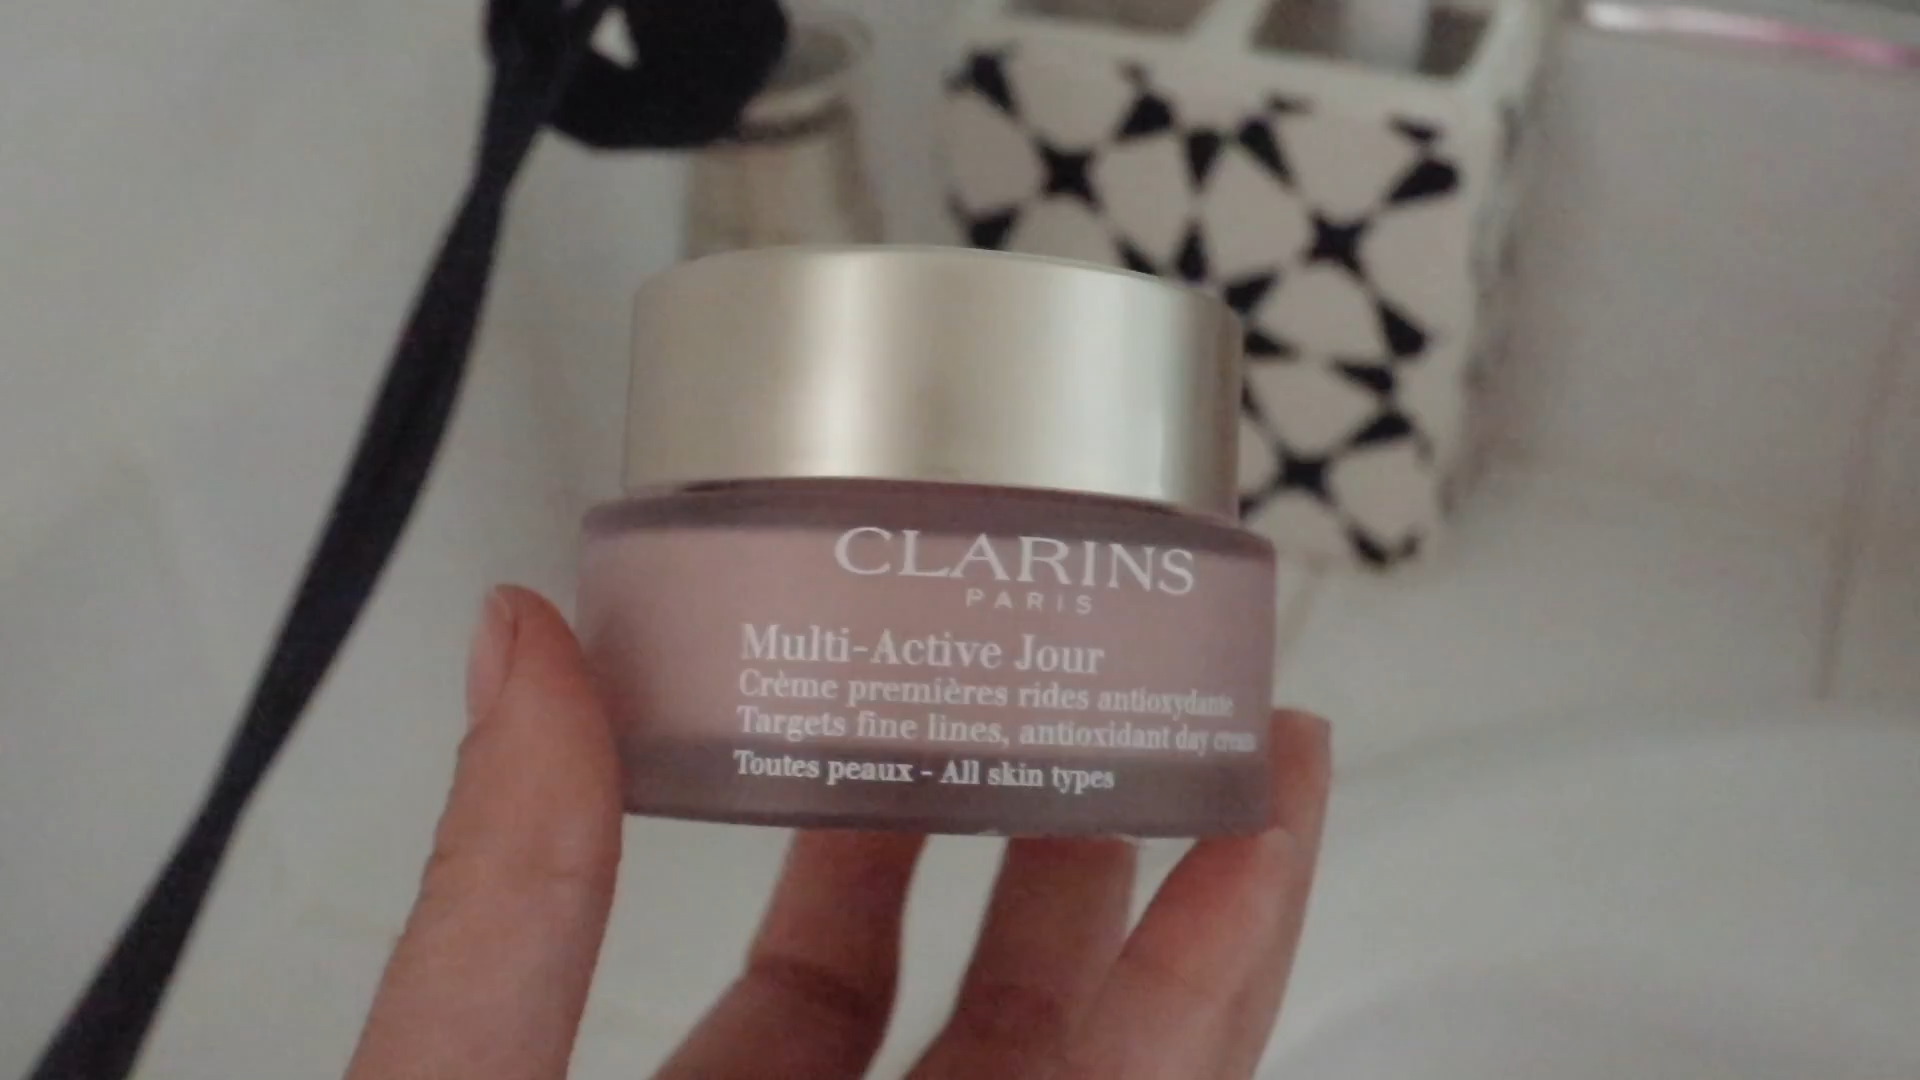 CLARINS
PARIS
Multi-Active Jour
Crème premières rides antioxydante
Targets fine lines, antioxidant day cream
Toutes peaux - All skin types